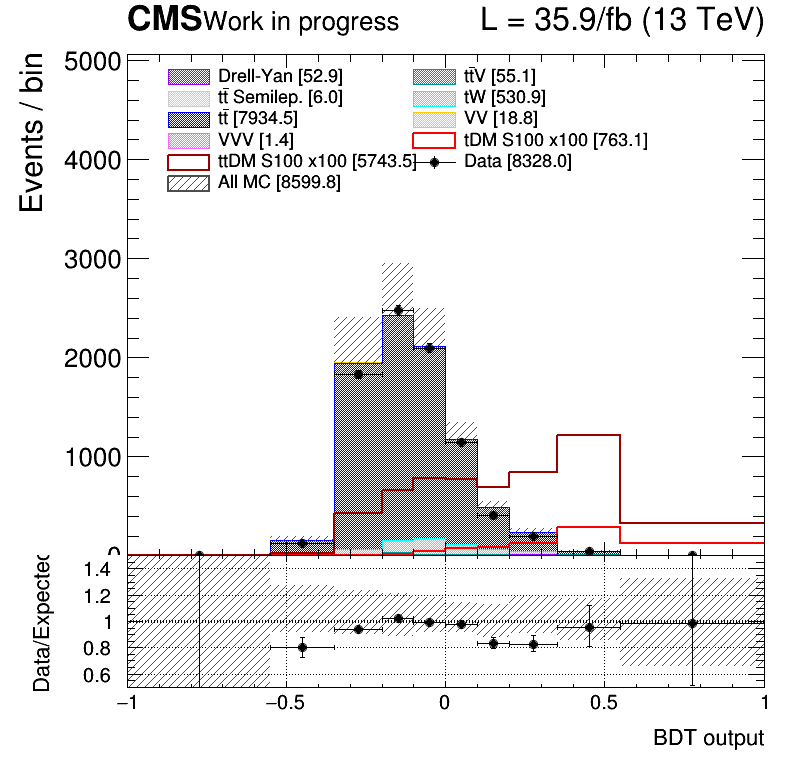 CMS Work in progress L = 35.9/fb (13 TeV)
Events / bin
5000
4000
3000
2000
1000
0
Drell-Yan [52.9] tt̄V [55.1]
tt̄ Semilep. [6.0] tW [530.9]
tt̄ [7934.5] VV [18.8]
VVV [1.4] tDM S100 x100 [763.1]
ttDM S100 x100 [5743.5] Data [8328.0]
All MC [8599.8]
Data/Expected
1.4
1.2
1
0.8
0.6
−1 −0.5 0 0.5 1
BDT output